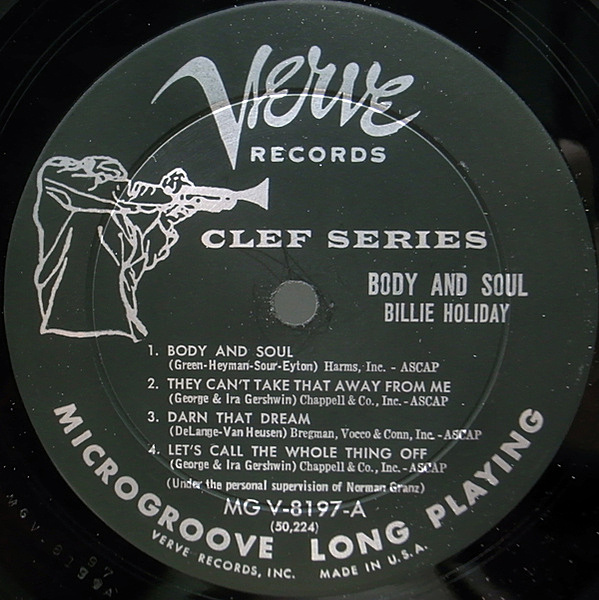 Verve
RECORDS
CLEF SERIES
BODY AND SOUL
BILLIE HOLIDAY
1. BODY AND SOUL
(Green-Heyman-Sour-Eyton) Harms, Inc. - ASCAP
2. THEY CAN'T TAKE THAT AWAY FROM ME
(George & Ira Gershwin) Chappell & Co., Inc. - ASCAP
3. DARN THAT DREAM
(DeLange-Van Heusen) Bregman, Vocco & Conn, Inc. - ASCAP
4. LET'S CALL THE WHOLE THING OFF
(George & Ira Gershwin) Chappell & Co., Inc. - ASCAP
(Under the personal supervision of Norman Granz)
MG V-8197-A
(50,224)
MICROGROOVE LONG PLAYING
VERVE RECORDS, INC. MADE IN U.S.A.